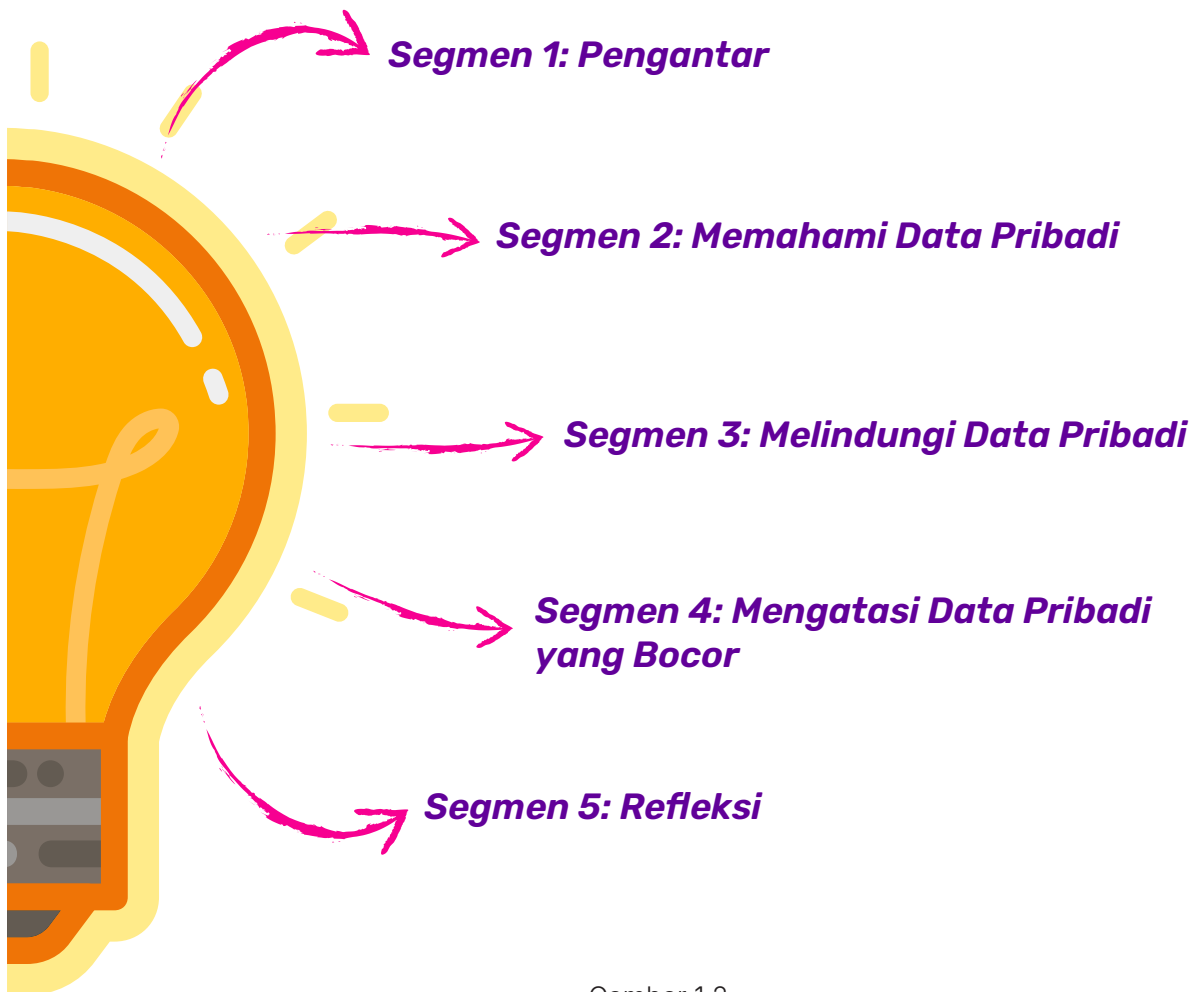 Segmen 1: Pengantar
Segmen 2: Memahami Data Pribadi
Segmen 3: Melindungi Data Pribadi
Segmen 4: Mengatasi Data Pribadi
yang Bocor
Segmen 5: Refleksi